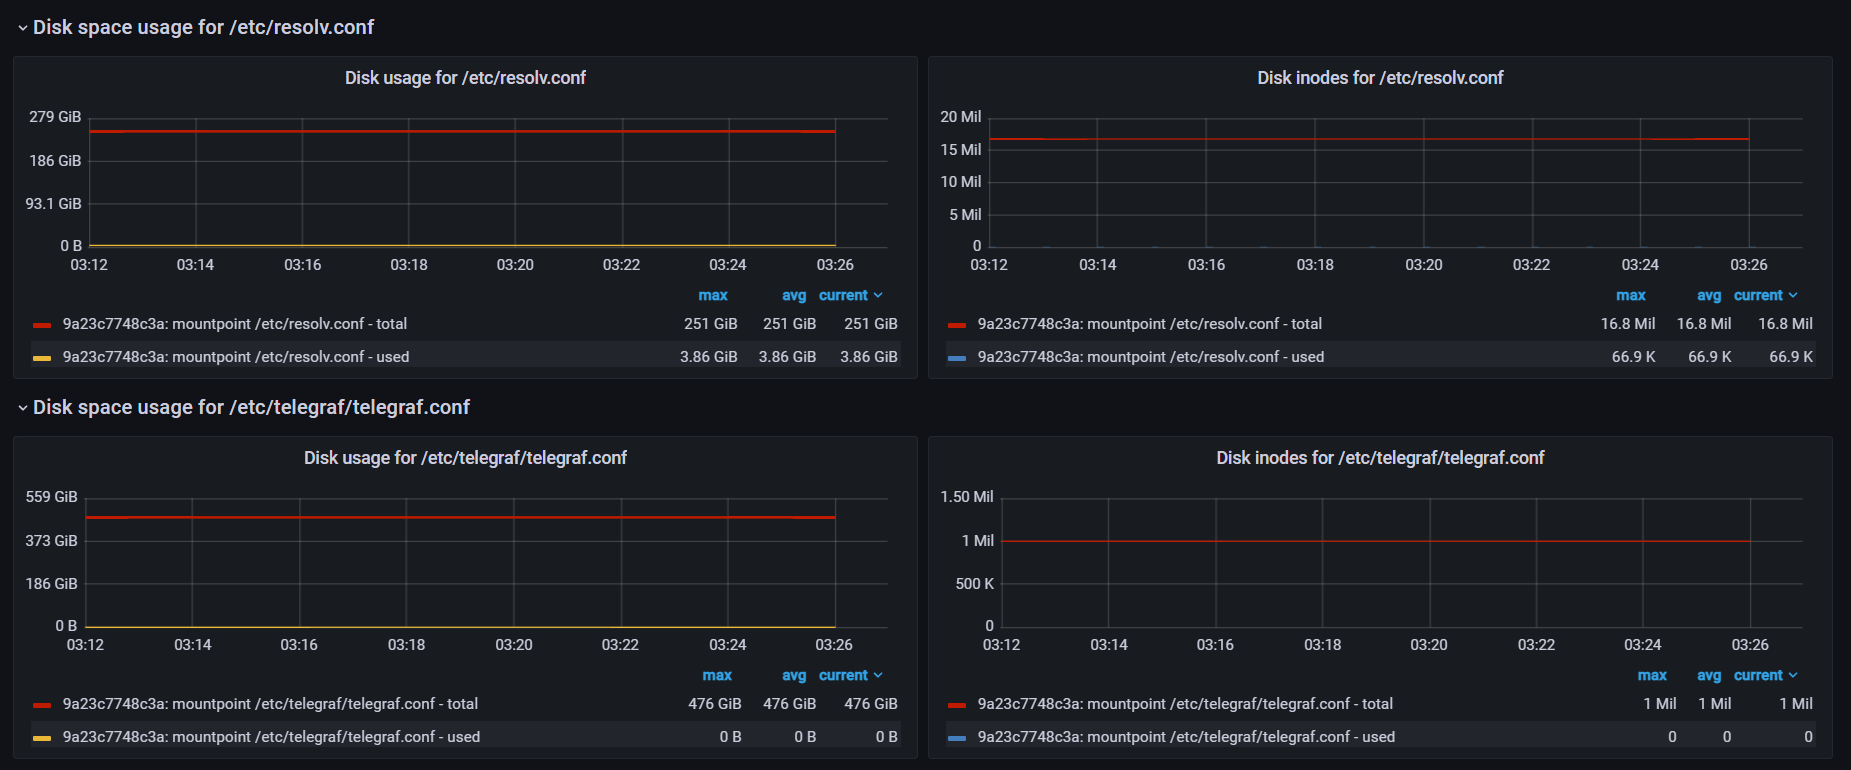 Disk space usage for /etc/resolv.conf
Disk usage for /etc/resolv.conf
279 GiB
186 GiB
93.1 GiB
0 B
03:12 03:14 03:16 03:18 03:20 03:22 03:24 03:26
max avg current
9a23c7748c3a: mountpoint /etc/resolv.conf - total 251 GiB 251 GiB 251 GiB
9a23c7748c3a: mountpoint /etc/resolv.conf - used 3.86 GiB 3.86 GiB 3.86 GiB
Disk inodes for /etc/resolv.conf
20 Mil
15 Mil
10 Mil
5 Mil
0
03:12 03:14 03:16 03:18 03:20 03:22 03:24 03:26
max avg current
9a23c7748c3a: mountpoint /etc/resolv.conf - total 16.8 Mil 16.8 Mil 16.8 Mil
9a23c7748c3a: mountpoint /etc/resolv.conf - used 66.9 K 66.9 K 66.9 K
Disk space usage for /etc/telegraf/telegraf.conf
Disk usage for /etc/telegraf/telegraf.conf
559 GiB
373 GiB
186 GiB
0 B
03:12 03:14 03:16 03:18 03:20 03:22 03:24 03:26
max avg current
9a23c7748c3a: mountpoint /etc/telegraf/telegraf.conf - total 476 GiB 476 GiB 476 GiB
9a23c7748c3a: mountpoint /etc/telegraf/telegraf.conf - used 0 B 0 B 0 B
Disk inodes for /etc/telegraf/telegraf.conf
1.50 Mil
1 Mil
500 K
0
03:12 03:14 03:16 03:18 03:20 03:22 03:24 03:26
max avg current
9a23c7748c3a: mountpoint /etc/telegraf/telegraf.conf - total 1 Mil 1 Mil 1 Mil
9a23c7748c3a: mountpoint /etc/telegraf/telegraf.conf - used 0 0 0